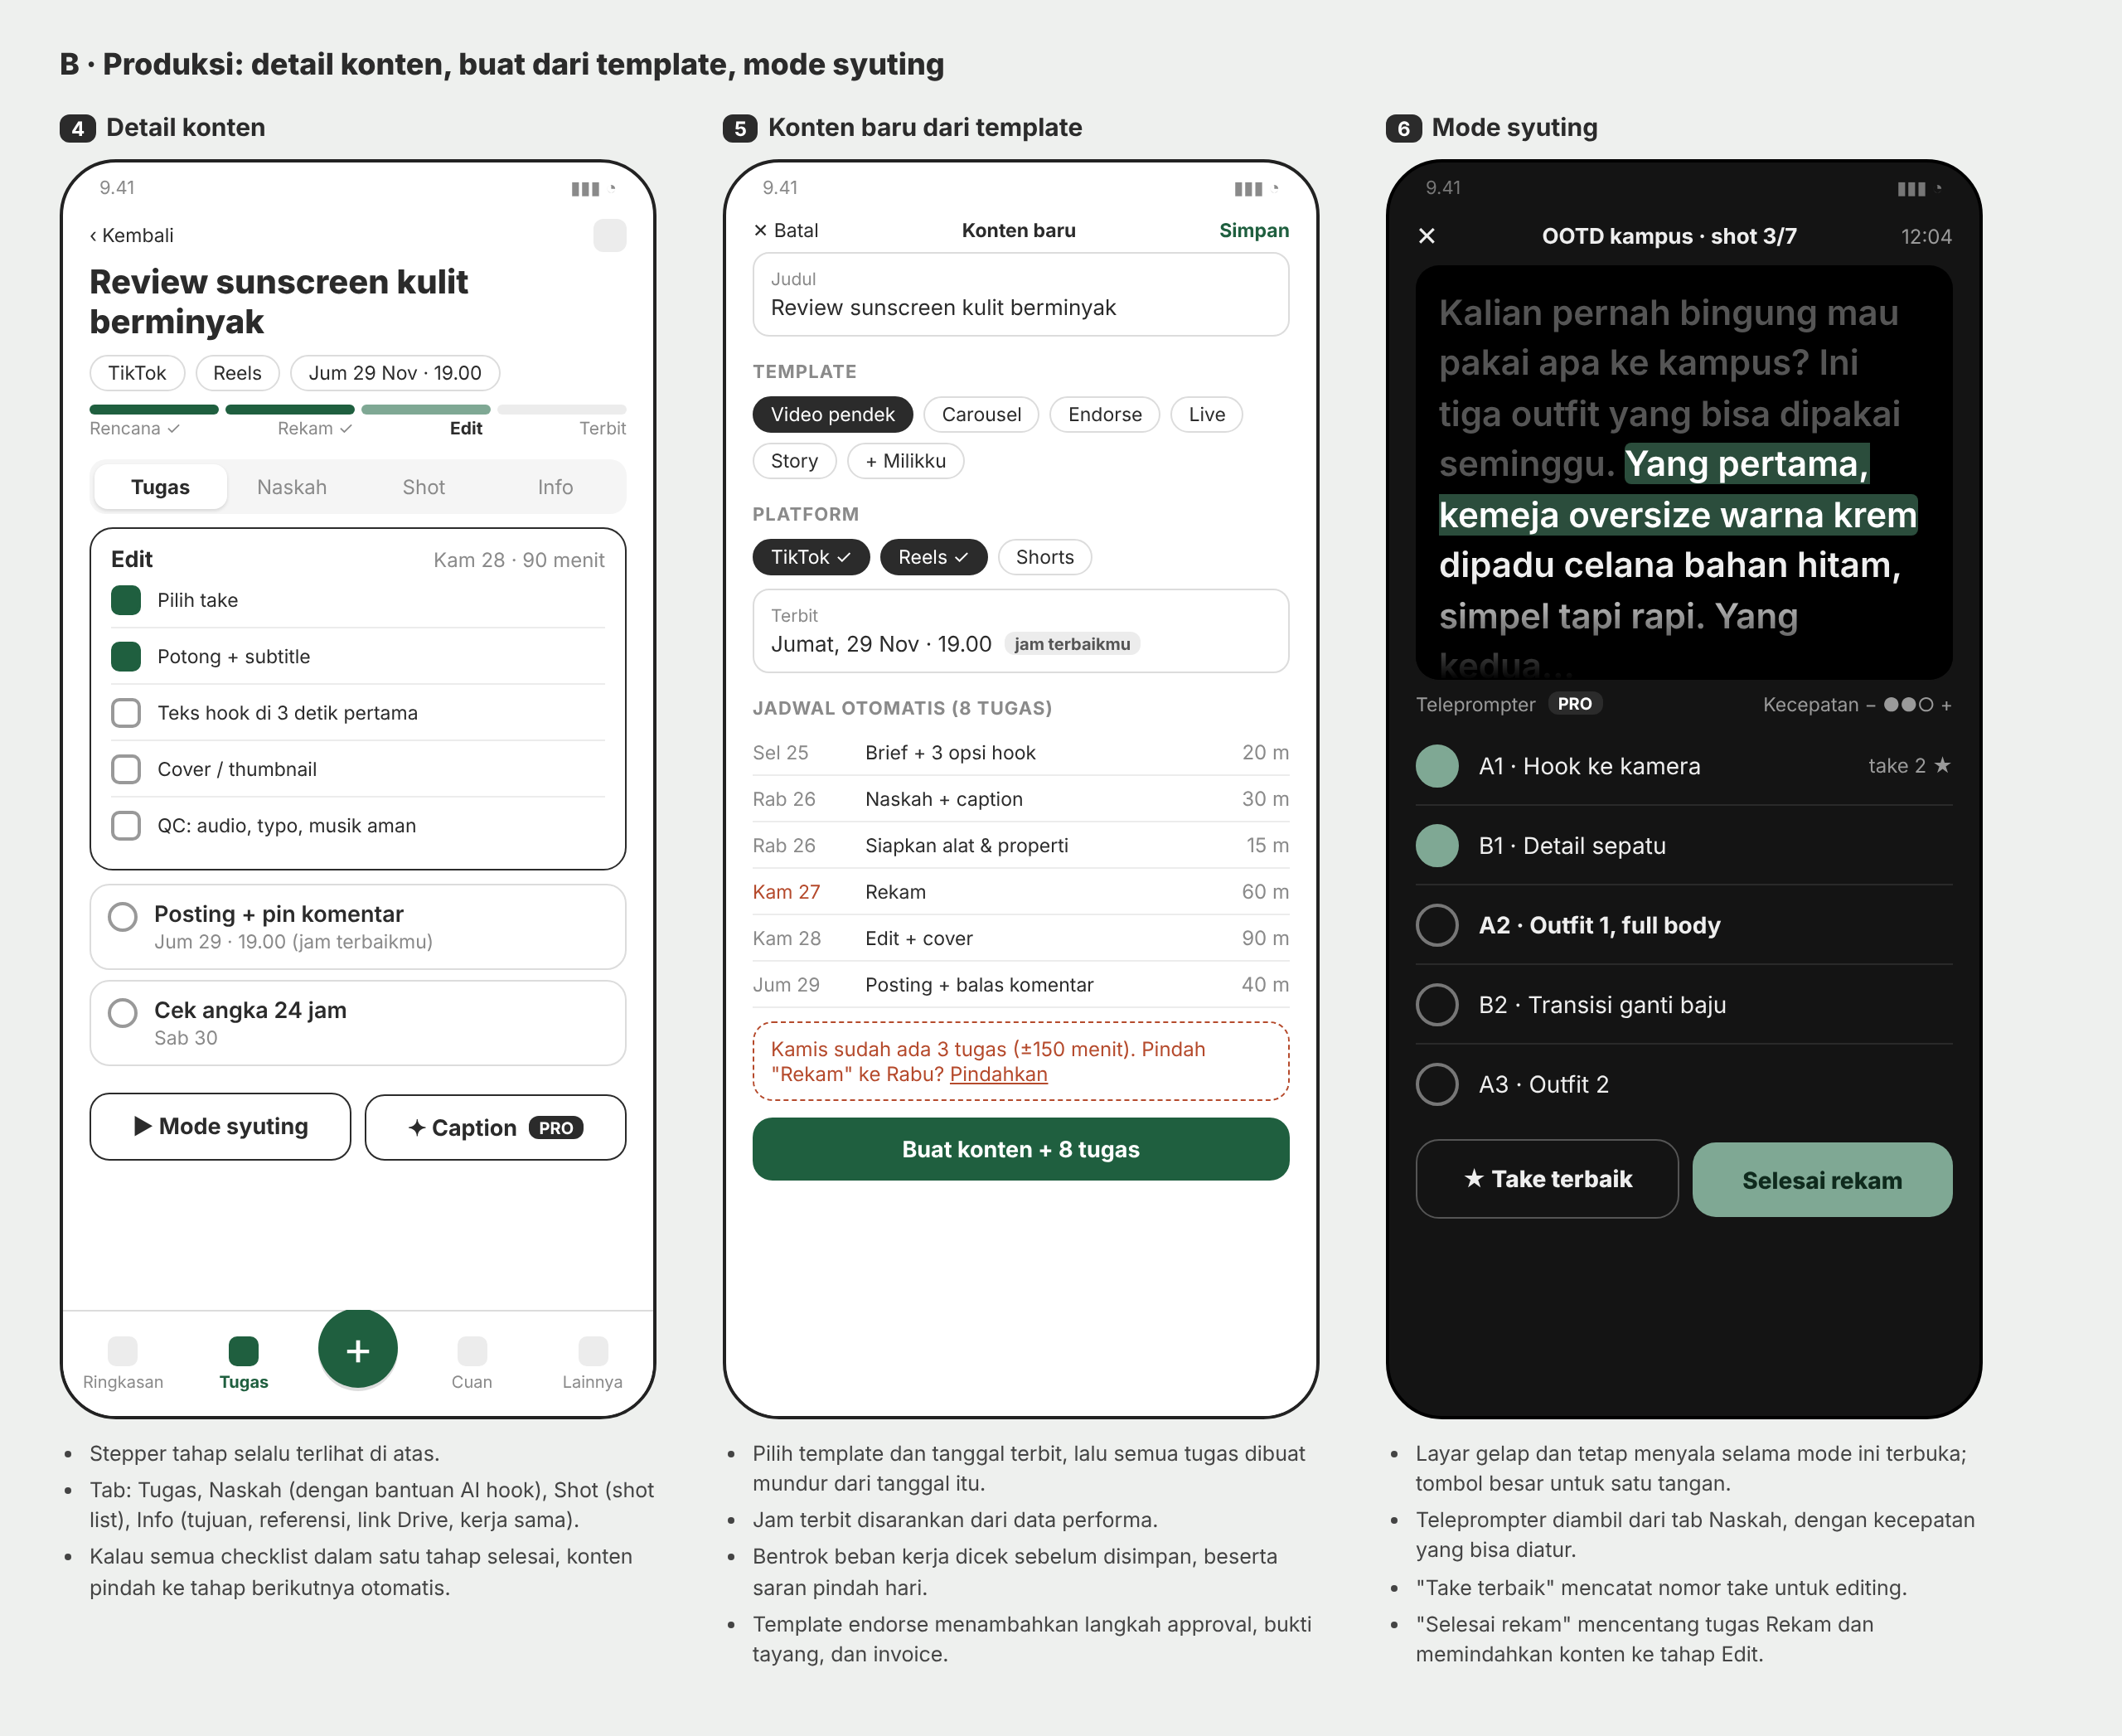 B · Produksi: detail konten, buat dari template, mode syuting
4 Detail konten
9.41
‹ Kembali
Review sunscreen kulit
berminyak
TikTok Reels Jum 29 Nov · 19.00
Rencana ✓ Rekam ✓ Edit Terbit
Tugas Naskah Shot Info
Edit Kam 28 · 90 menit
Pilih take
Potong + subtitle
Teks hook di 3 detik pertama
Cover / thumbnail
QC: audio, typo, musik aman
Posting + pin komentar
Jum 29 · 19.00 (jam terbaikmu)
Cek angka 24 jam
Sab 30
▶ Mode syuting ✦ Caption PRO
Ringkasan Tugas + Cuan Lainnya
• Stepper tahap selalu terlihat di atas.
• Tab: Tugas, Naskah (dengan bantuan AI hook), Shot (shot
list), Info (tujuan, referensi, link Drive, kerja sama).
• Kalau semua checklist dalam satu tahap selesai, konten
pindah ke tahap berikutnya otomatis.
5 Konten baru dari template
9.41
✕ Batal Konten baru Simpan
Judul
Review sunscreen kulit berminyak
TEMPLATE
Video pendek Carousel Endorse Live
Story + Milikku
PLATFORM
TikTok ✓ Reels ✓ Shorts
Terbit
Jumat, 29 Nov · 19.00 jam terbaikmu
JADWAL OTOMATIS (8 TUGAS)
Sel 25 Brief + 3 opsi hook 20 m
Rab 26 Naskah + caption 30 m
Rab 26 Siapkan alat & properti 15 m
Kam 27 Rekam 60 m
Kam 28 Edit + cover 90 m
Jum 29 Posting + balas komentar 40 m
Kamis sudah ada 3 tugas (±150 menit). Pindah
"Rekam" ke Rabu? Pindahkan
Buat konten + 8 tugas
• Pilih template dan tanggal terbit, lalu semua tugas dibuat
mundur dari tanggal itu.
• Jam terbit disarankan dari data performa.
• Bentrok beban kerja dicek sebelum disimpan, beserta
saran pindah hari.
• Template endorse menambahkan langkah approval, bukti
tayang, dan invoice.
6 Mode syuting
9.41
✕ OOTD kampus · shot 3/7 12:04
Kalian pernah bingung mau
pakai apa ke kampus? Ini
tiga outfit yang bisa dipakai
seminggu. Yang pertama,
kemeja oversize warna krem
dipadu celana bahan hitam,
simpel tapi rapi. Yang
kedua...
Teleprompter PRO Kecepatan − ●●○ +
A1 · Hook ke kamera take 2 ★
B1 · Detail sepatu
A2 · Outfit 1, full body
B2 · Transisi ganti baju
A3 · Outfit 2
★ Take terbaik Selesai rekam
• Layar gelap dan tetap menyala selama mode ini terbuka;
tombol besar untuk satu tangan.
• Teleprompter diambil dari tab Naskah, dengan kecepatan
yang bisa diatur.
• "Take terbaik" mencatat nomor take untuk editing.
• "Selesai rekam" mencentang tugas Rekam dan
memindahkan konten ke tahap Edit.